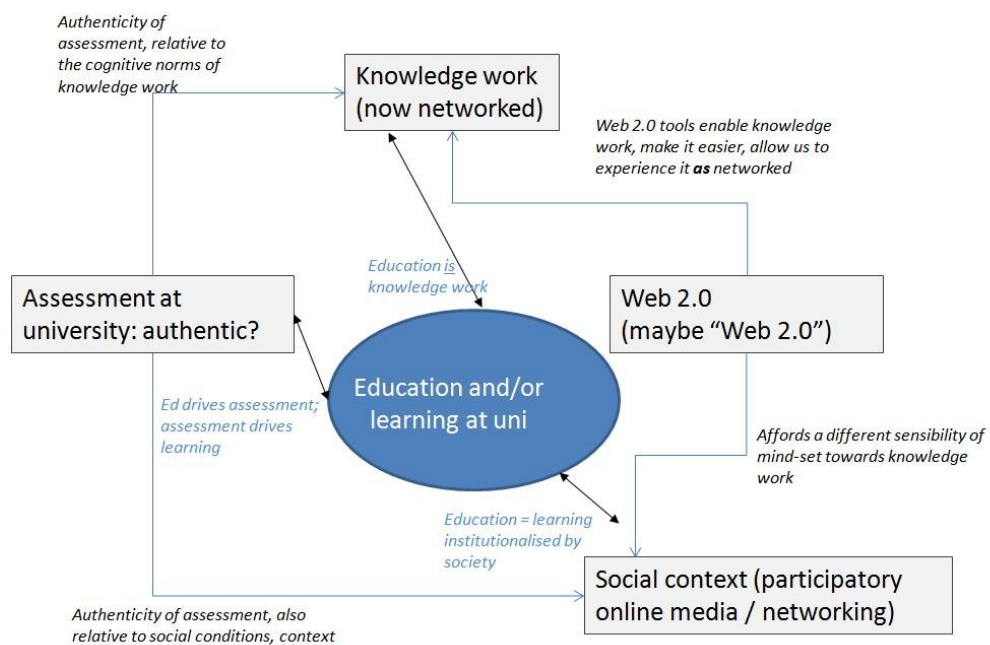 Authenticity of
assessment, relative to
the cognitive norms of
knowledge work
Knowledge work
(now networked)
Web 2.0 tools enable knowledge
work, make it easier, allow us to
experience it as networked
Education is
knowledge work
Assessment at
university: authentic?
Web 2.0
(maybe “Web 2.0”)
Education and/or
learning at uni
Ed drives assessment;
assessment drives
learning
Affords a different sensibility of
mind-set towards knowledge
work
Education = learning
institutionalised by
society
Social context (participatory
online media / networking)
Authenticity of assessment, also
relative to social conditions, context